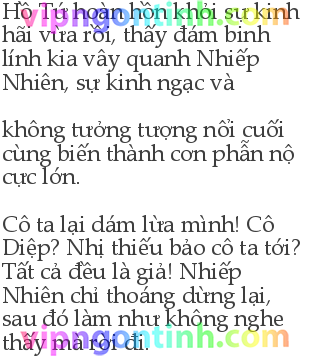 Hồ Tứ hoàn hồn khỏi sự kinh
hãi vừa rồi, thấy đám binh
lính kia vây quanh Nhiếp
Nhiên, sự kinh ngạc và
không tưởng tượng nổi cuối
cùng biến thành cơn phẫn nộ
cực lớn.
Cô ta lại dám lừa mình! Cô
Diệp? Nhị thiếu bảo cô ta tới?
Tất cả đều là giả! Nhiếp
Nhiên chỉ thoáng dừng lại,
sau đó làm như không nghe
thấy mà rời đi.
vipngontinh.com
vipngontinh.com